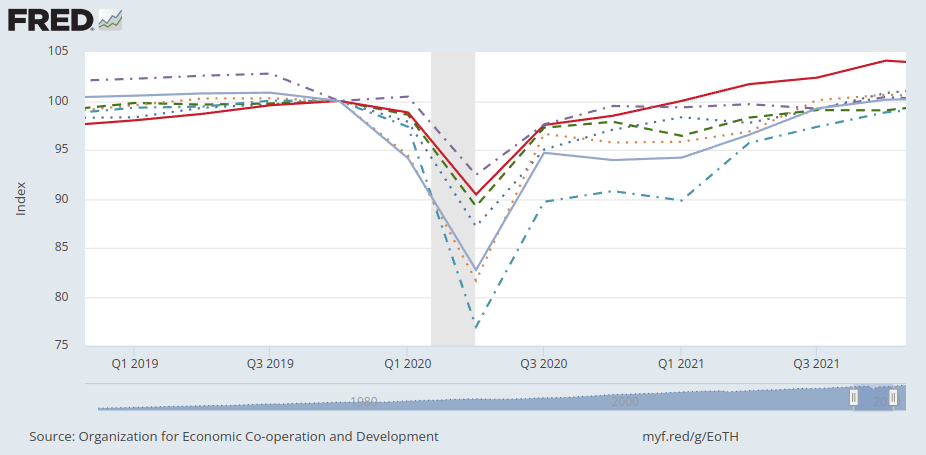 FRED
105
100
95
90
85
80
75
Index
Q1 2019
Q3 2019
Q1 2020
Q3 2020
Q1 2021
Q3 2021
1980
2000
Source: Organization for Economic Co-operation and Development
myf.red/g/EoTH